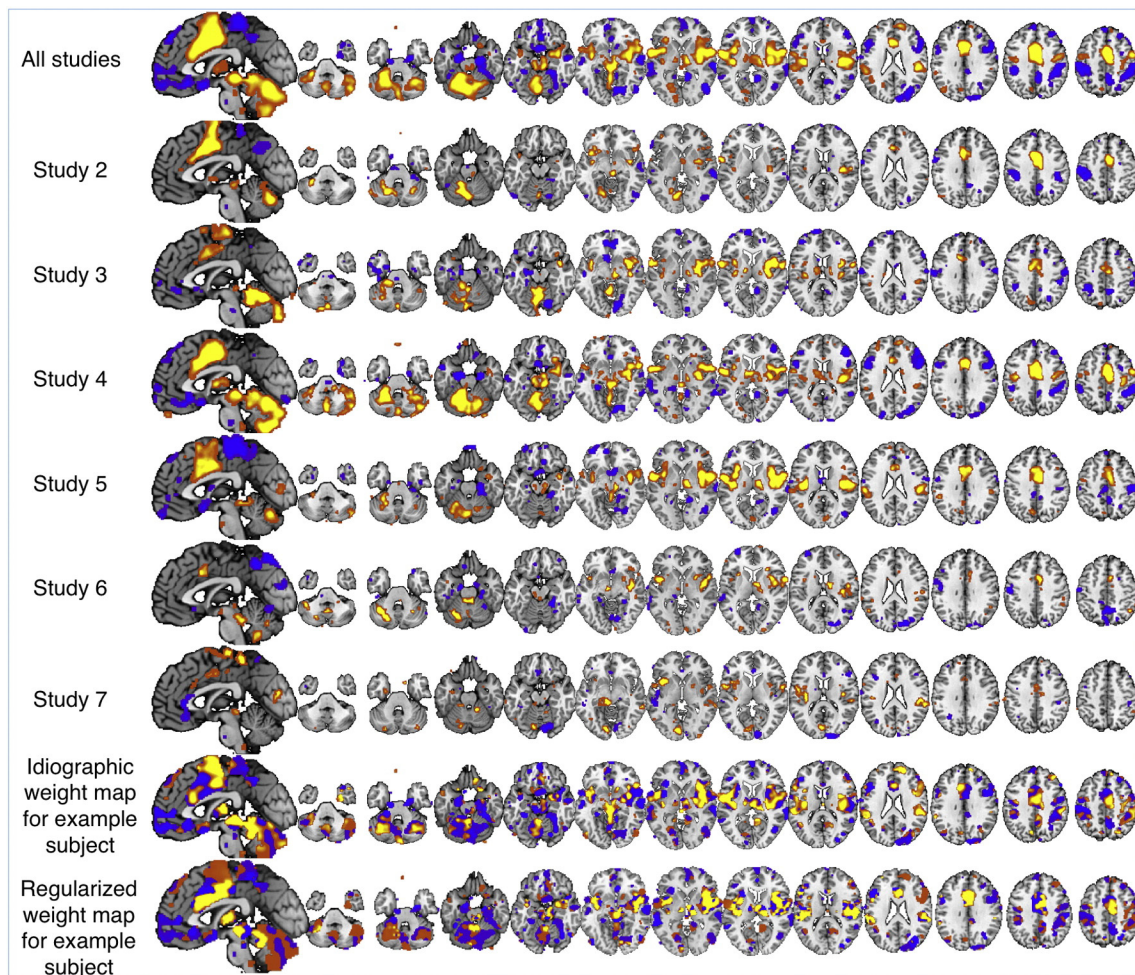 All studies
Study 2
Study 3
Study 4
Study 5
Study 6
Study 7
Idiographic
weight map
for example
subject
Regularized
weight map
for example
subject